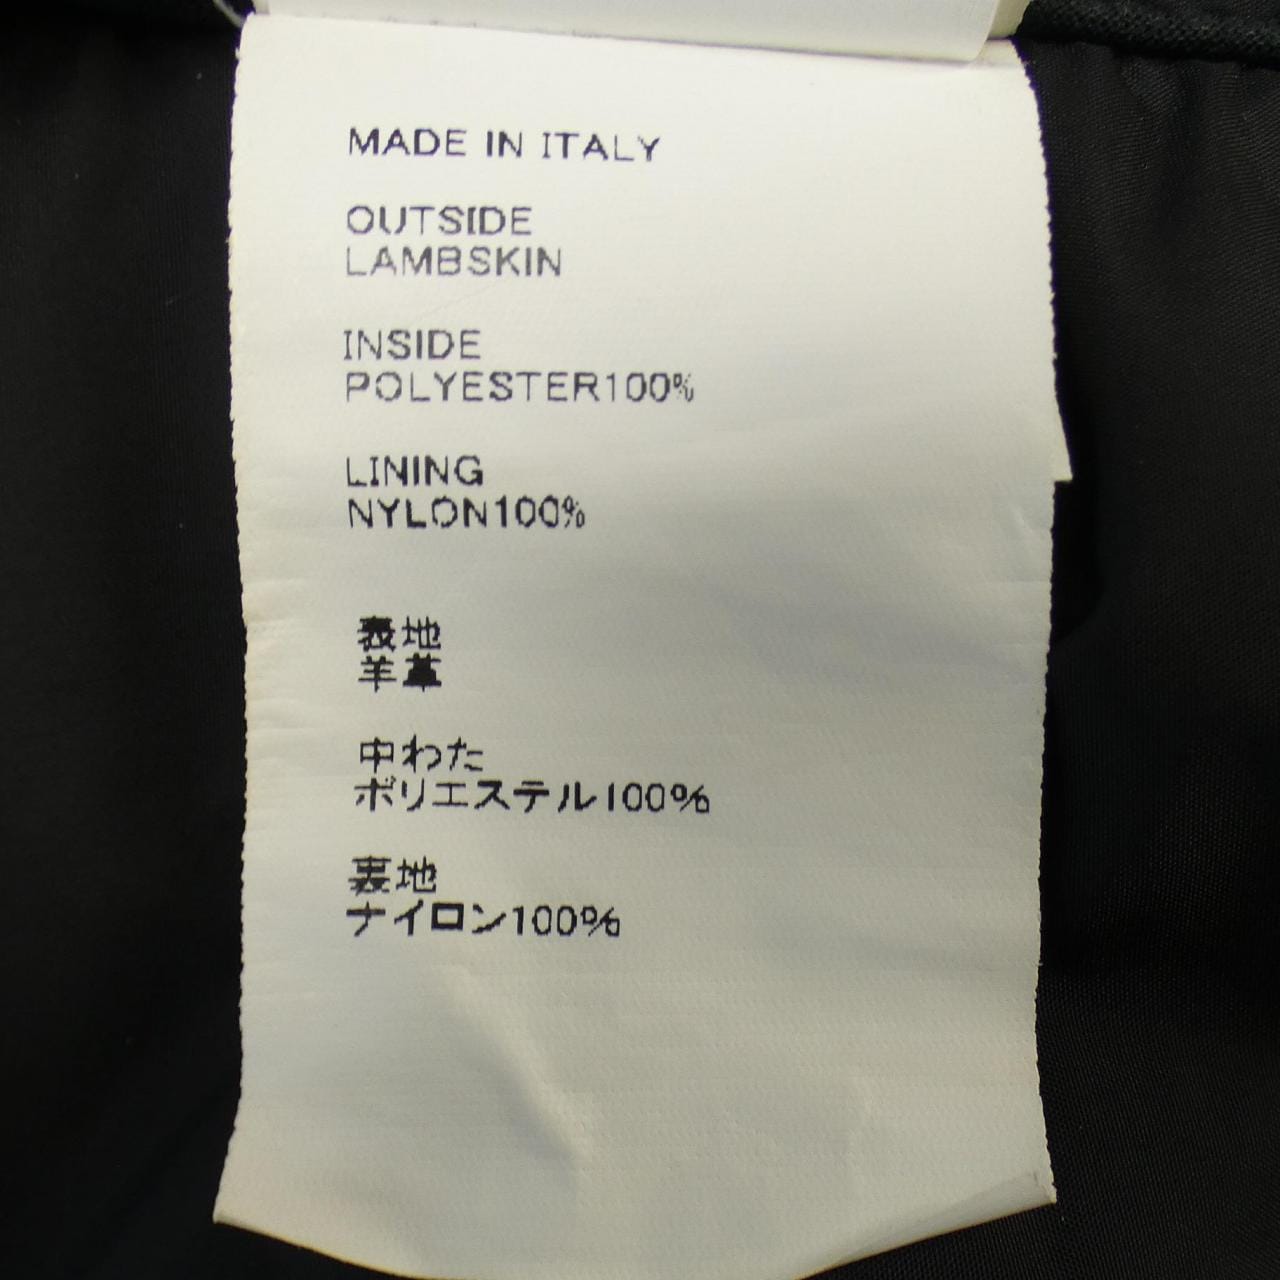 MADE IN ITALY
OUTSIDE
LAMBSKIN
INSIDE
POLYESTER100%
LINING
NYLON100%
表地
羊革
中わた
ポリエステル100%
裏地
ナイロン100%